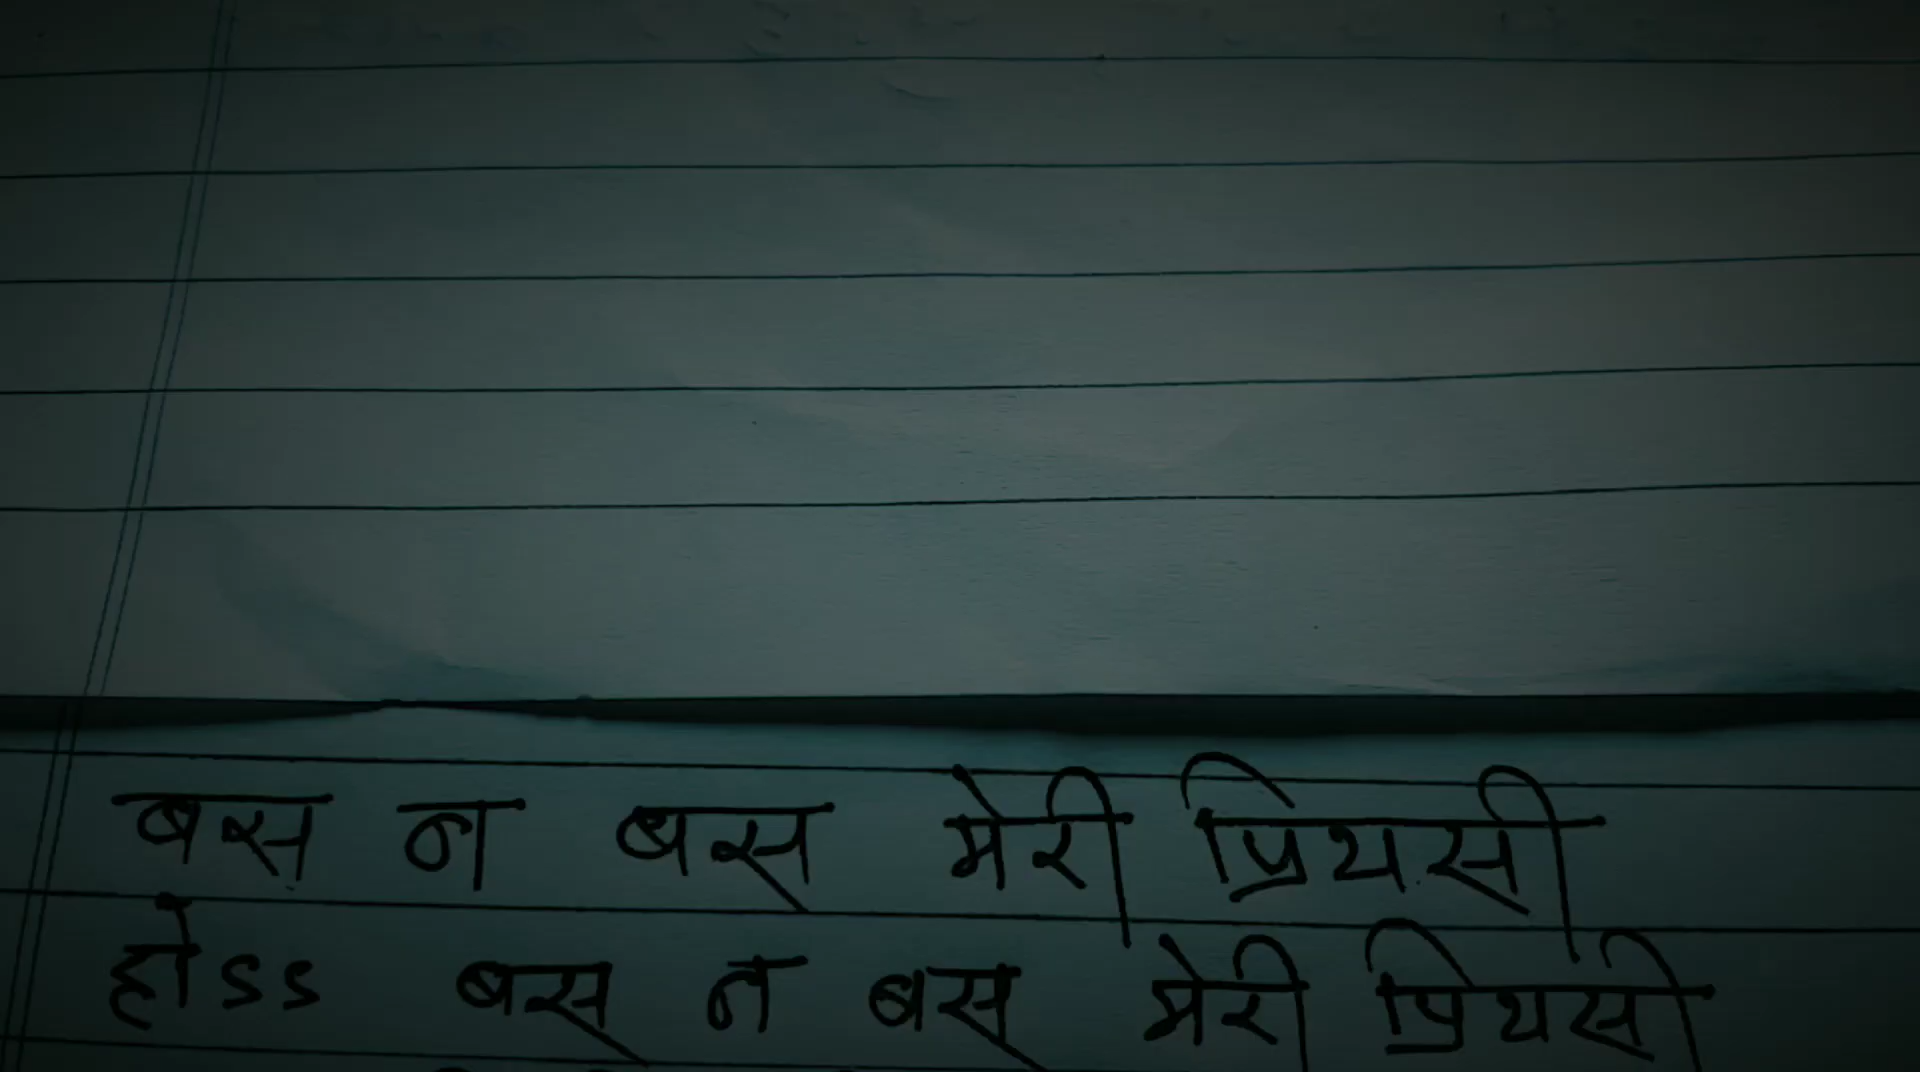 बस न बस मेरी प्रियसी
होऽऽ बस न बस मेरी प्रियसी